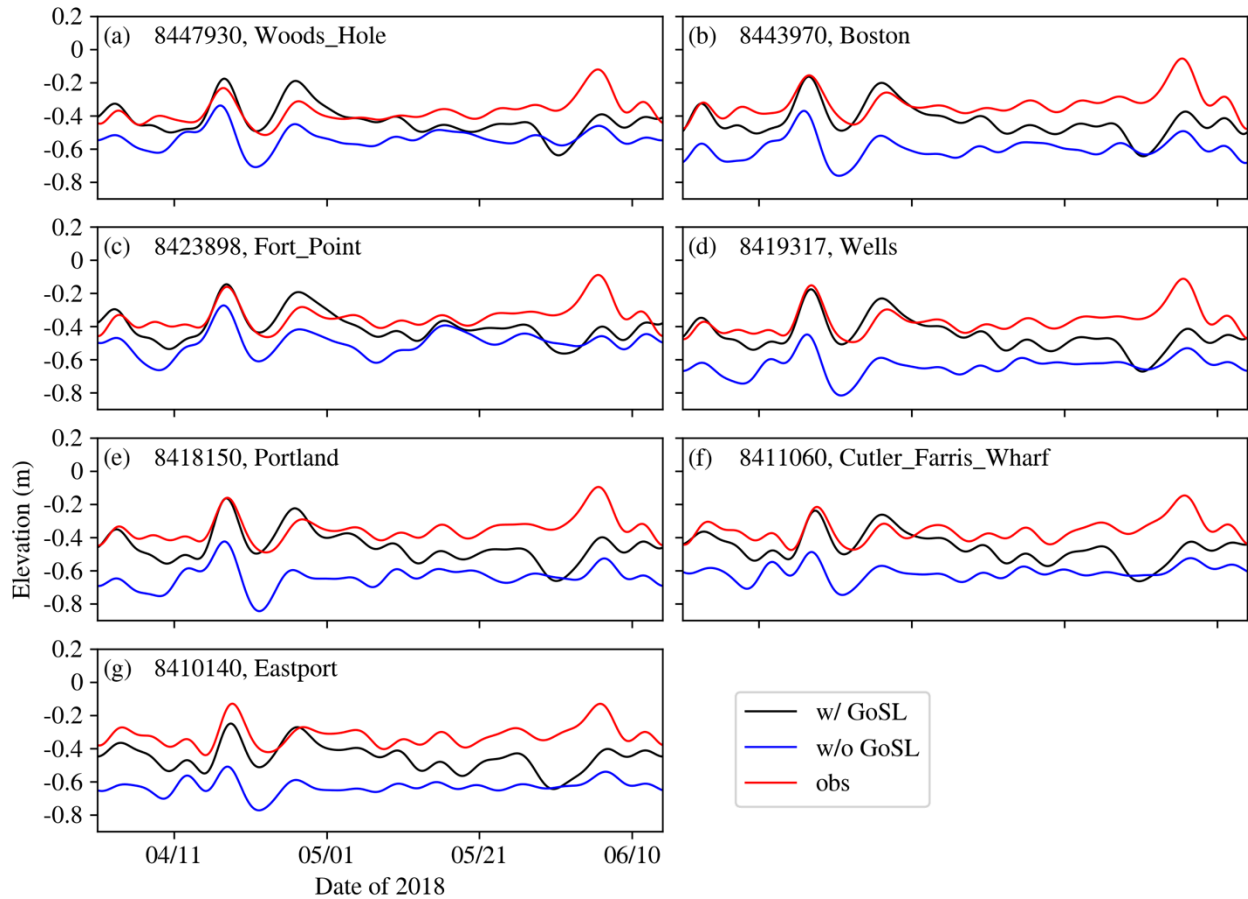 (a) 8447930, Woods_Hole
0.2
0
-0.2
-0.4
-0.6
-0.8
(b) 8443970, Boston
(c) 8423898, Fort_Point
0.2
0
-0.2
-0.4
-0.6
-0.8
(d) 8419317, Wells
(e) 8418150, Portland
0.2
0
-0.2
-0.4
-0.6
-0.8
(f) 8411060, Cutler_Farris_Wharf
(g) 8410140, Eastport
0.2
0
-0.2
-0.4
-0.6
-0.8
Elevation (m)
04/11 05/01 05/21 06/10
Date of 2018
w/ GoSL
w/o GoSL
obs